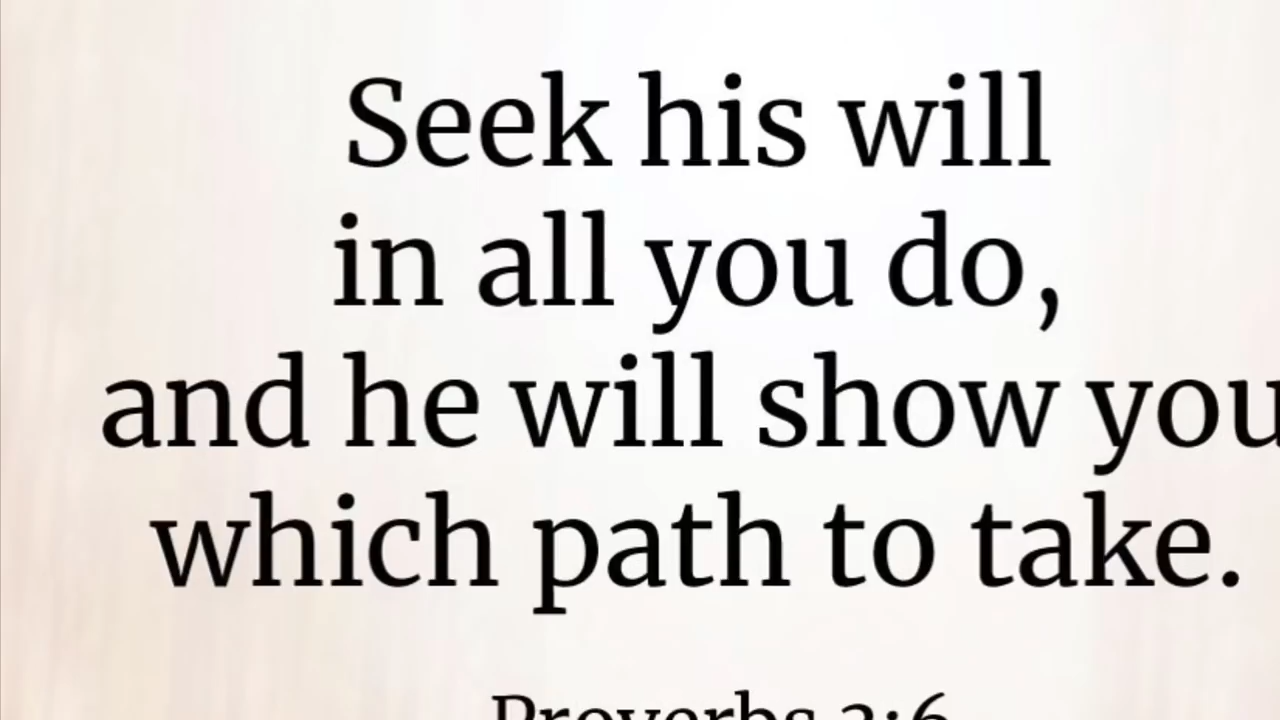 Seek his will
in all you do,
and he will show you
which path to take.
Proverbs 3:6